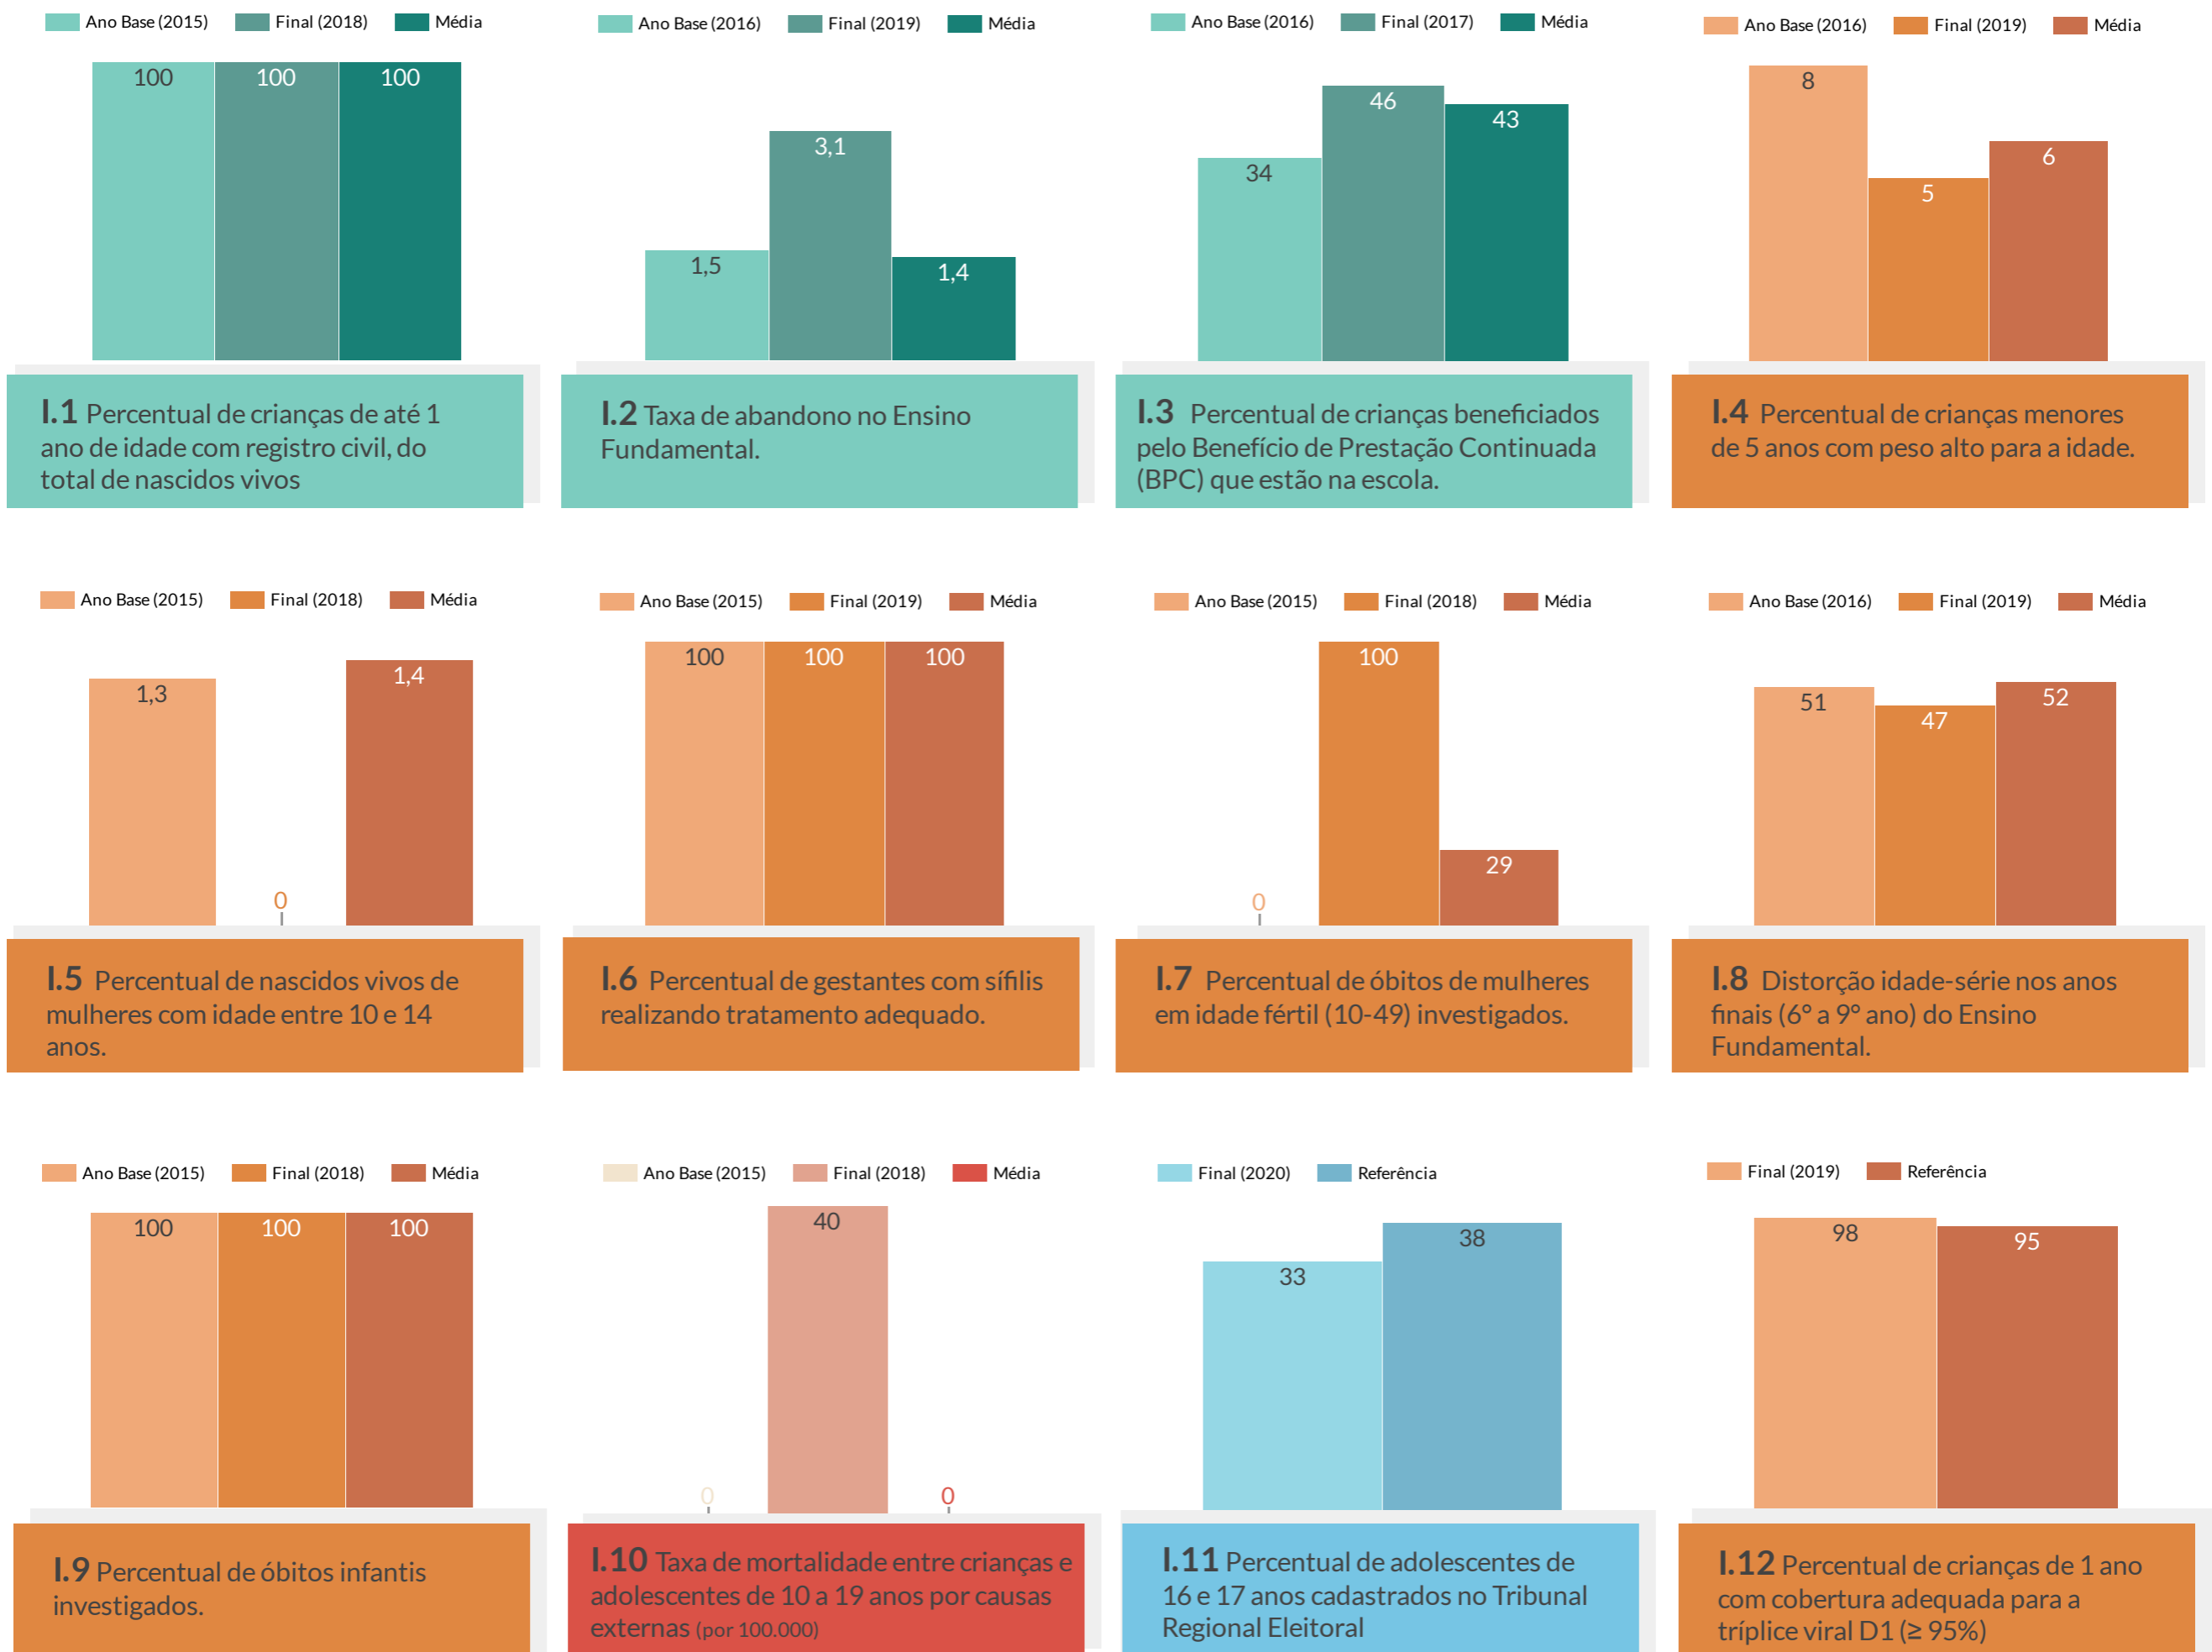 Ano Base (2015) Final (2018) Média
100 100 100
I.1 Percentual de crianças de até 1
ano de idade com registro civil, do
total de nascidos vivos
Ano Base (2016) Final (2019) Média
1,5 3,1 1,4
I.2 Taxa de abandono no Ensino
Fundamental.
Ano Base (2016) Final (2017) Média
34 46 43
I.3 Percentual de crianças beneficiados
pelo Benefício de Prestação Continuada
(BPC) que estão na escola.
Ano Base (2016) Final (2019) Média
8 5 6
I.4 Percentual de crianças menores
de 5 anos com peso alto para a idade.
Ano Base (2015) Final (2018) Média
1,3 0 1,4
I.5 Percentual de nascidos vivos de
mulheres com idade entre 10 e 14
anos.
Ano Base (2015) Final (2019) Média
100 100 100
I.6 Percentual de gestantes com sífilis
realizando tratamento adequado.
Ano Base (2015) Final (2018) Média
0 100 29
I.7 Percentual de óbitos de mulheres
em idade fértil (10-49) investigados.
Ano Base (2016) Final (2019) Média
51 47 52
I.8 Distorção idade-série nos anos
finais (6º a 9º ano) do Ensino
Fundamental.
Ano Base (2015) Final (2018) Média
100 100 100
I.9 Percentual de óbitos infantis
investigados.
Ano Base (2015) Final (2018) Média
0 40 0
I.10 Taxa de mortalidade entre crianças e
adolescentes de 10 a 19 anos por causas
externas (por 100.000)
Final (2020) Referência
33 38
I.11 Percentual de adolescentes de
16 e 17 anos cadastrados no Tribunal
Regional Eleitoral
Final (2019) Referência
98 95
I.12 Percentual de crianças de 1 ano
com cobertura adequada para a
tríplice viral D1 (≥ 95%)